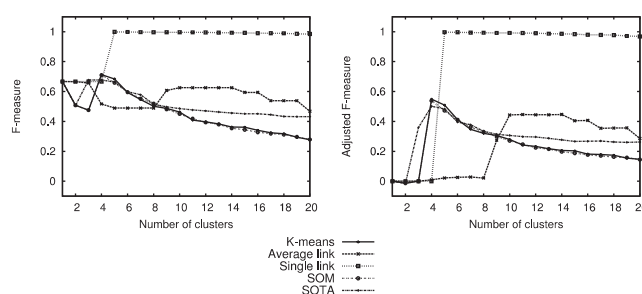 F-measure
1
0.8
0.6
0.4
0.2
0
2 4 6 8 10 12 14 16 18 20
Number of clusters
Adjusted F-measure
1
0.8
0.6
0.4
0.2
0
2 4 6 8 10 12 14 16 18 20
Number of clusters
K-means
Average link
Single link
SOM
SOTA